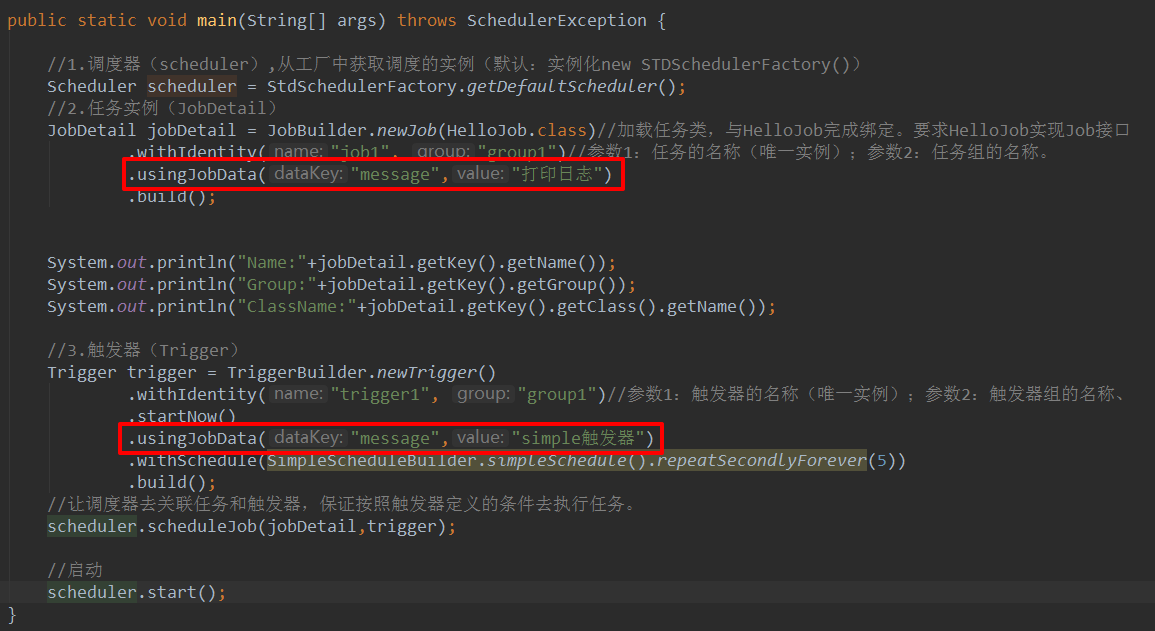 public static void main(String[] args) throws SchedulerException {
//1.调度器（scheduler）,从工厂中获取调度的实例（默认：实例化new STDSchedulerFactory()）
Scheduler scheduler = StdSchedulerFactory.getDefaultScheduler();
//2.任务实例（JobDetail）
JobDetail jobDetail = JobBuilder.newJob(HelloJob.class)//加载任务类，与HelloJob完成绑定。要求HelloJob实现Job接口
.withIdentity( name: "job1", group: "group1")//参数1：任务的名称（唯一实例）；参数2：任务组的名称。
.usingJobData( dataKey: "message", value: "打印日志")
.build();
System.out.println("Name:"+jobDetail.getKey().getName());
System.out.println("Group:"+jobDetail.getKey().getGroup());
System.out.println("ClassName:"+jobDetail.getKey().getClass().getName());
//3.触发器（Trigger）
Trigger trigger = TriggerBuilder.newTrigger()
.withIdentity( name: "trigger1", group: "group1")//参数1：触发器的名称（唯一实例）；参数2：触发器组的名称、
.startNow()
.usingJobData( dataKey: "message", value: "simple触发器")
.withSchedule(SimpleScheduleBuilder.simpleSchedule().repeatSecondlyForever(5))
.build();
//让调度器去关联任务和触发器，保证按照触发器定义的条件去执行任务。
scheduler.scheduleJob(jobDetail,trigger);
//启动
scheduler.start();
}